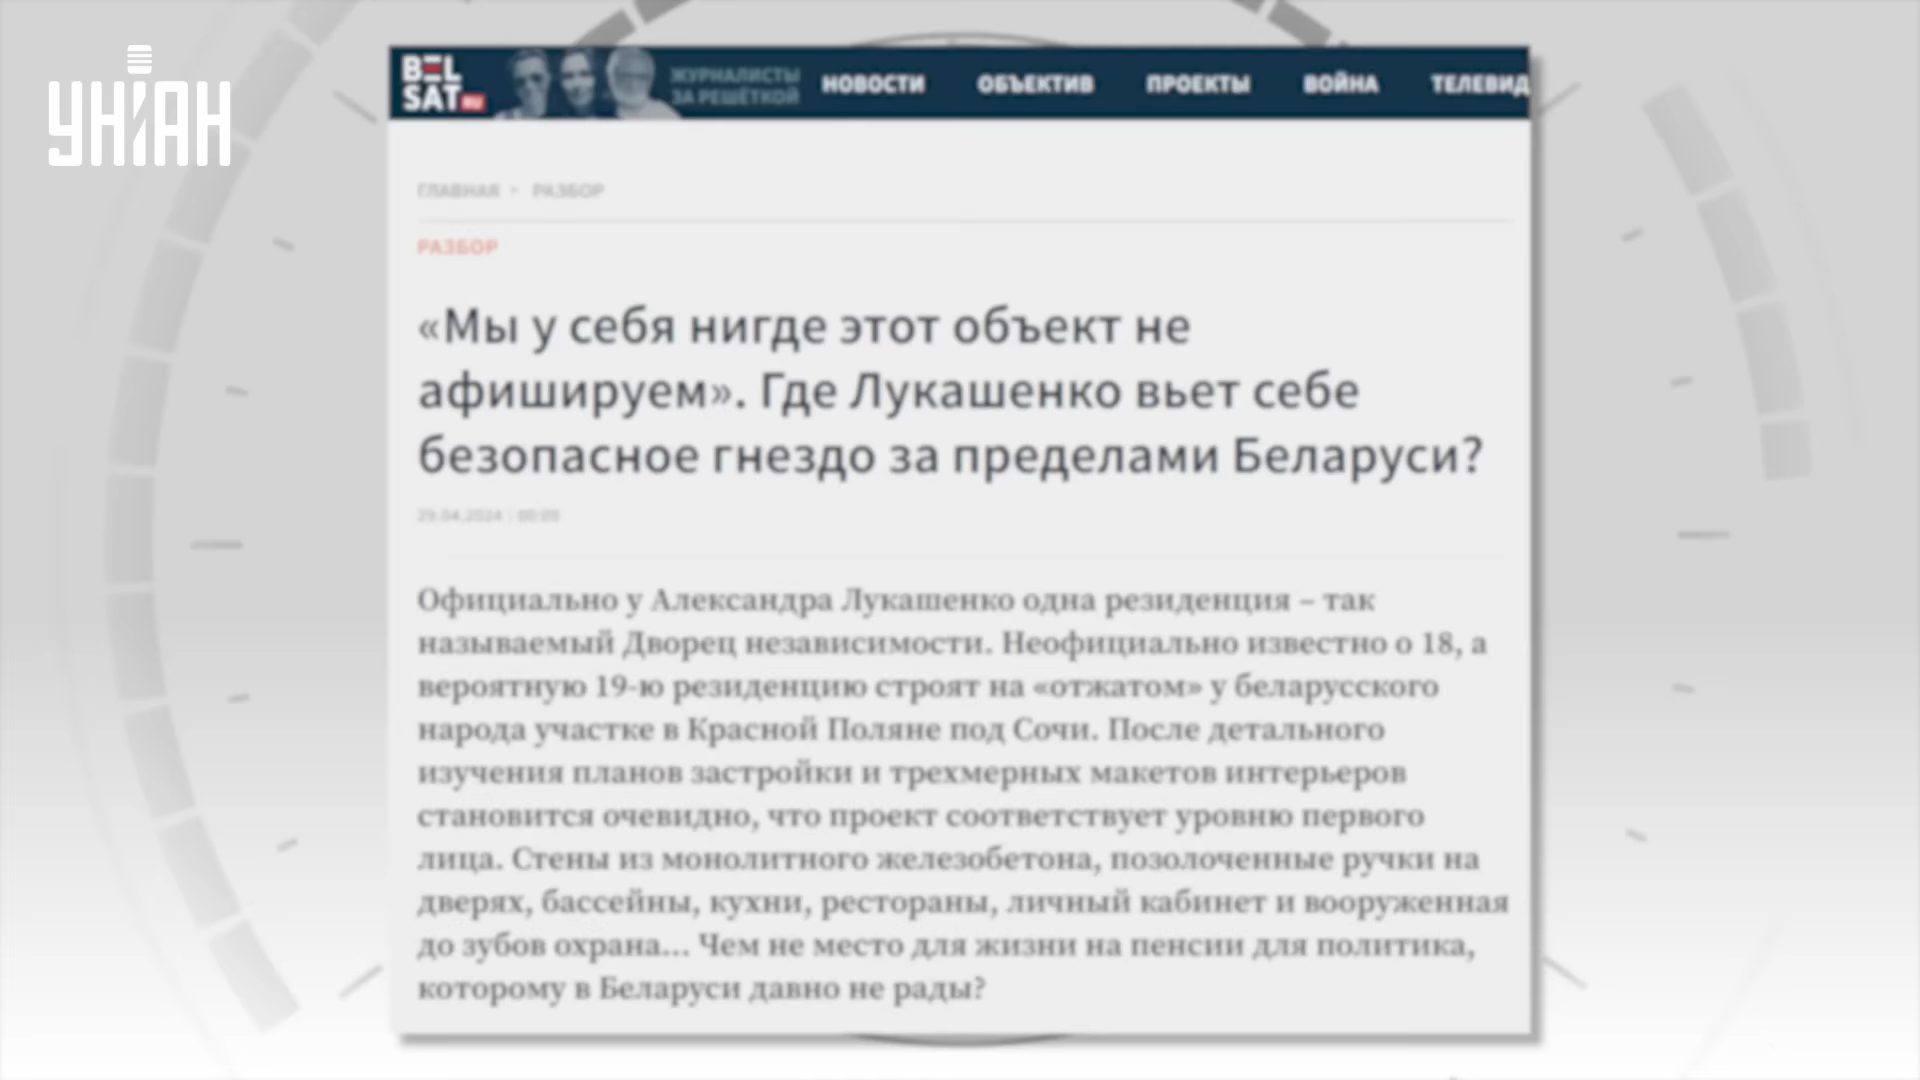 УНІАН
BEL
SAT RU
ЖУРНАЛИСТЫ
ЗА РЕШЁТКОЙ
НОВОСТИ ОБЪЕКТИВ ПРОЕКТЫ ВОЙНА ТЕЛЕВИД
ГЛАВНАЯ • РАЗБОР
РАЗБОР
«Мы у себя нигде этот объект не
афишируем». Где Лукашенко вьет себе
безопасное гнездо за пределами Беларуси?
29.04.2024 |
Официально у Александра Лукашенко одна резиденция – так
называемый Дворец независимости. Неофициально известно о 18, а
вероятную 19-ю резиденцию строят на «отжатом» у беларусского
народа участке в Красной Поляне под Сочи. После детального
изучения планов застройки и трехмерных макетов интерьеров
становится очевидно, что проект соответствует уровню первого
лица. Стены из монолитного железобетона, позолоченные ручки на
дверях, бассейны, кухни, рестораны, личный кабинет и вооруженная
до зубов охрана... Чем не место для жизни на пенсии для политика,
которому в Беларуси давно не рады?